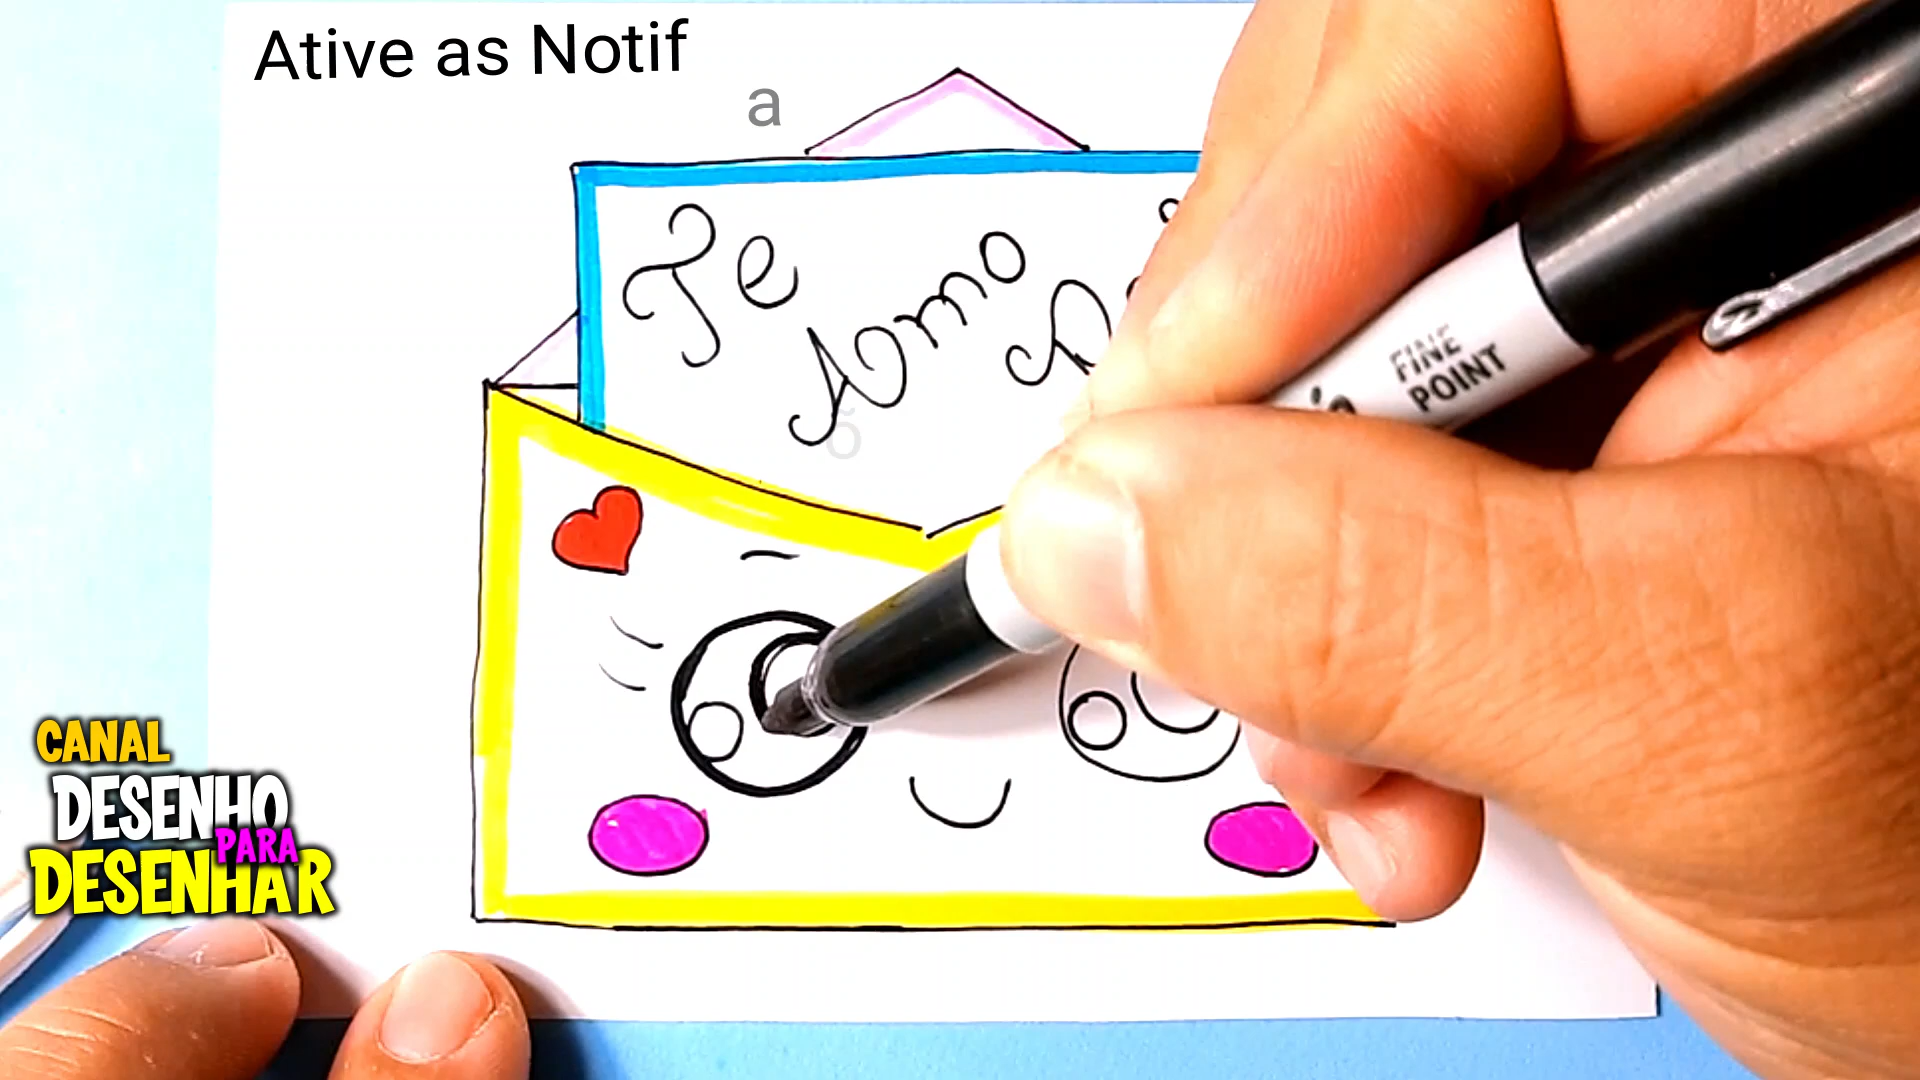 Ative as Notif
a
Te
Amo
õ
FINE
POINT
CANAL
DESENHO
PARA
DESENHAR